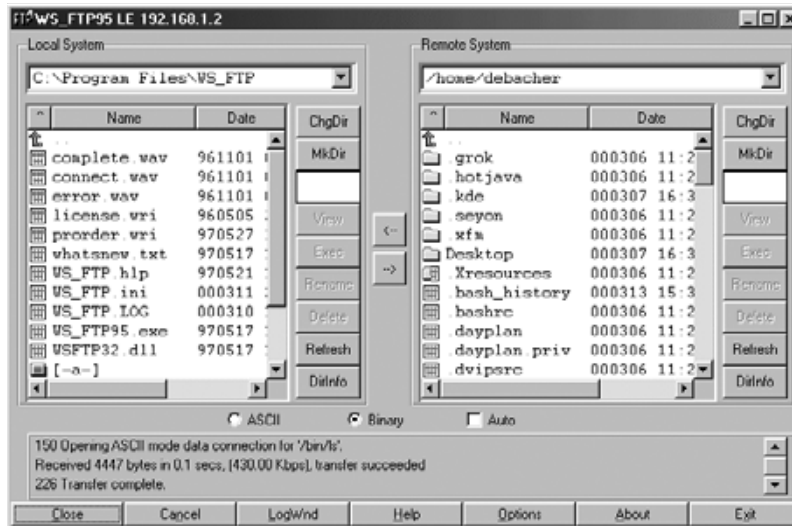 WS_FTP95 LE 192.168.1.2
Local System
C:\Program Files\WS_FTP
^ Name Date
ChgDir
MkDir
View
Exec
Rename
Delete
Refresh
DirInfo
..
complete.wav 961101
connect.wav 961101
error.wav 961101
license.wri 960505
prorder.wri 970527
whatsnew.txt 970517
WS_FTP.hlp 970521
WS_FTP.ini 000311
WS_FTP.LOG 000310
WS_FTP95.exe 970517
WSFTP32.dll 970517
[-a-]
<--
-->
Remote System
/home/debacher
^ Name Date
ChgDir
MkDir
View
Exec
Rename
Delete
Refresh
DirInfo
..
.grok 000306 11:2
.hotjava 000306 11:2
.kde 000307 16:3
.seyon 000306 11:2
.xfm 000306 11:2
Desktop 000307 16:3
.Xresources 000306 11:2
.bash_history 000313 15:3
.bashrc 000306 11:2
.dayplan 000306 11:2
.dayplan.priv 000306 11:2
.dvipsrc 000306 11:2
ASCII Binary Auto
150 Opening ASCII mode data connection for '/bin/ls'.
Received 4447 bytes in 0.1 secs, (430.00 Kbps), transfer succeeded
226 Transfer complete.
Close Cancel LogWnd Help Options About Exit